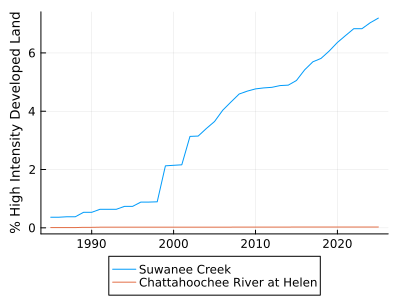 % High Intensity Developed Land
6
4
2
0
1990 2000 2010 2020
Suwanee Creek
Chattahoochee River at Helen